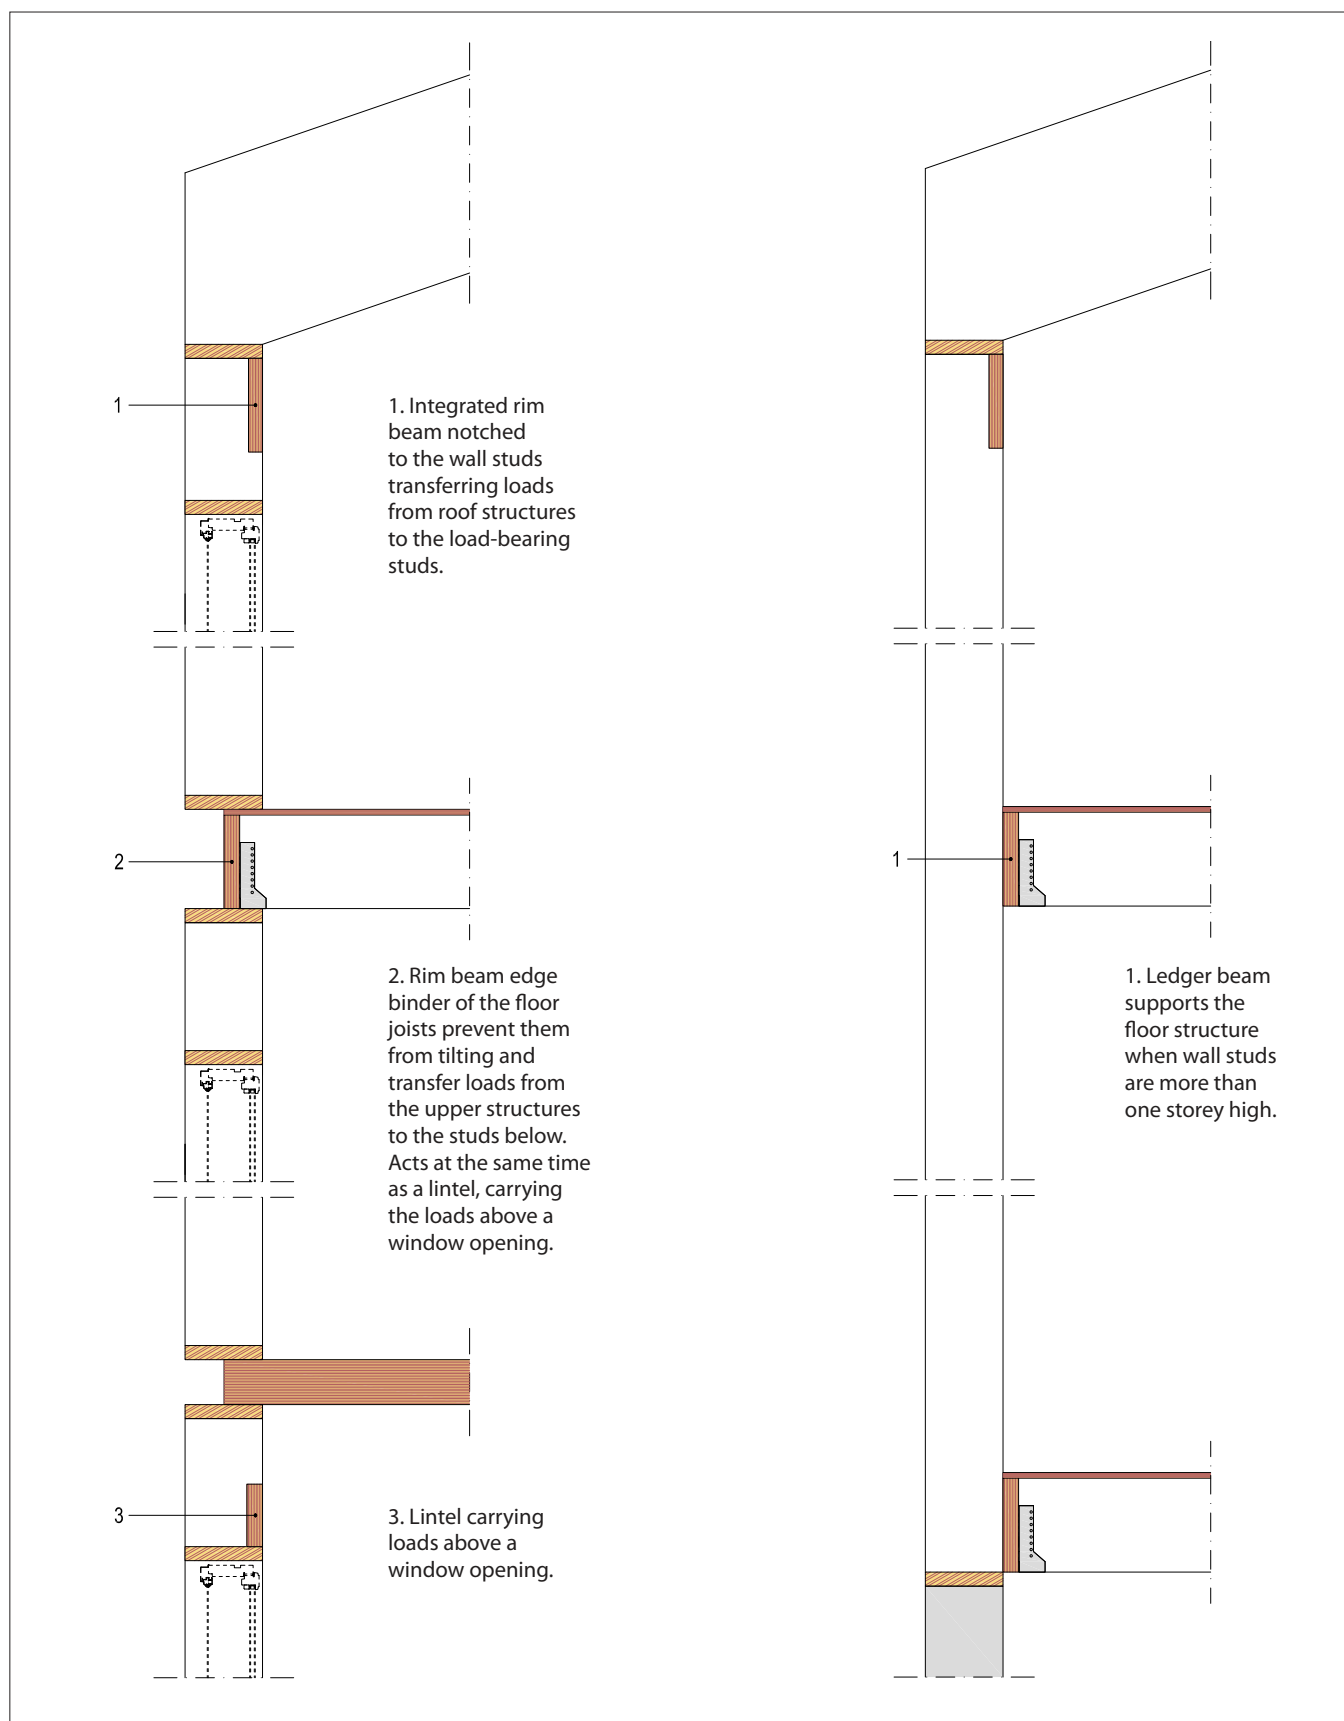 1
1. Integrated rim
beam notched
to the wall studs
transferring loads
from roof structures
to the load-bearing
studs.
2
2. Rim beam edge
binder of the floor
joists prevent them
from tilting and
transfer loads from
the upper structures
to the studs below.
Acts at the same time
as a lintel, carrying
the loads above a
window opening.
3
3. Lintel carrying
loads above a
window opening.
1
1. Ledger beam
supports the
floor structure
when wall studs
are more than
one storey high.